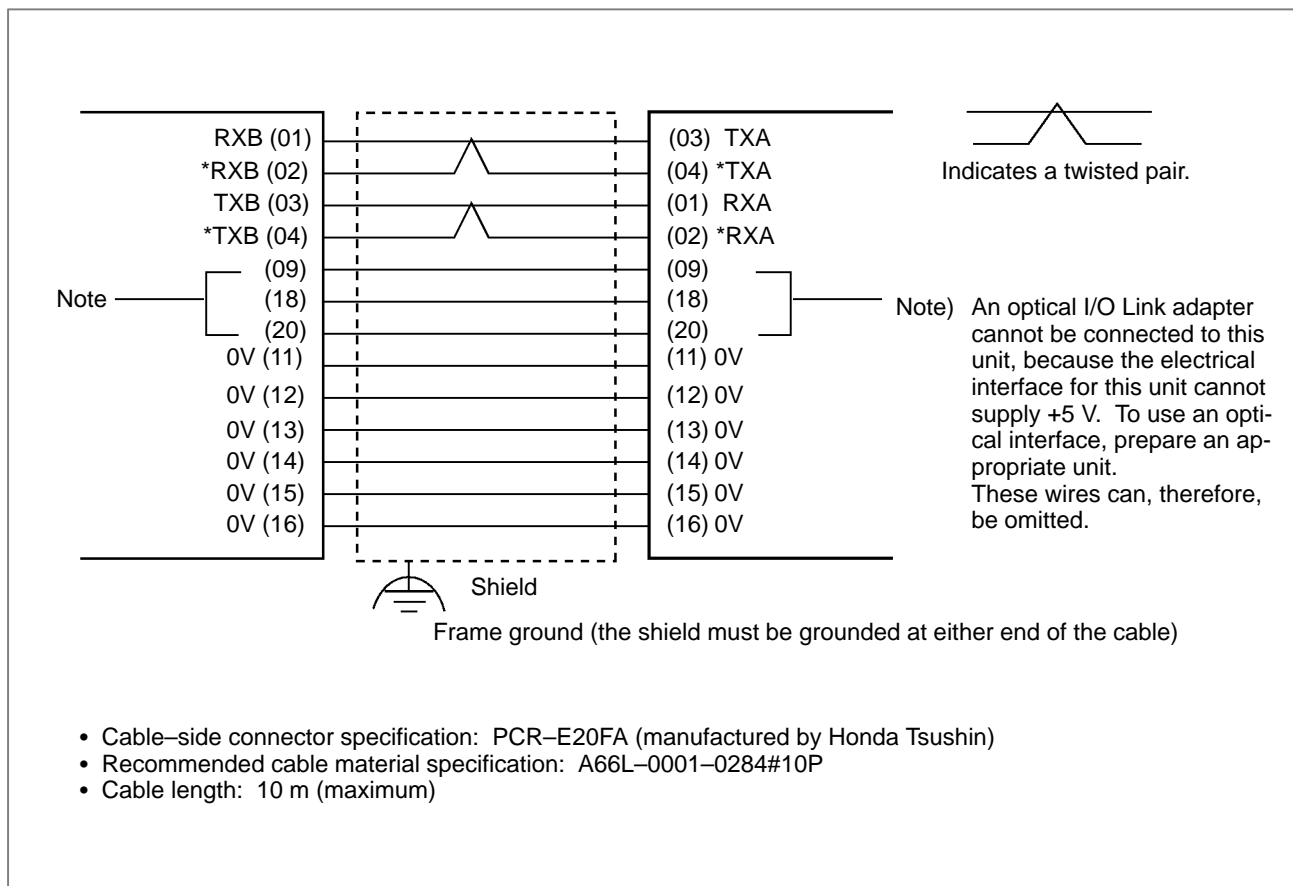 RXB (01)
*RXB (02)
TXB (03)
*TXB (04)
(09)
(18)
(20)
0V (11)
0V (12)
0V (13)
0V (14)
0V (15)
0V (16)
Note
(03) TXA
(04) *TXA
(01) RXA
(02) *RXA
(09)
(18)
(20)
(11) 0V
(12) 0V
(13) 0V
(14) 0V
(15) 0V
(16) 0V
Indicates a twisted pair.
Note) An optical I/O Link adapter
cannot be connected to this
unit, because the electrical
interface for this unit cannot
supply +5 V. To use an opti-
cal interface, prepare an ap-
propriate unit.
These wires can, therefore,
be omitted.
Shield
Frame ground (the shield must be grounded at either end of the cable)
• Cable–side connector specification: PCR–E20FA (manufactured by Honda Tsushin)
• Recommended cable material specification: A66L–0001–0284#10P
• Cable length: 10 m (maximum)